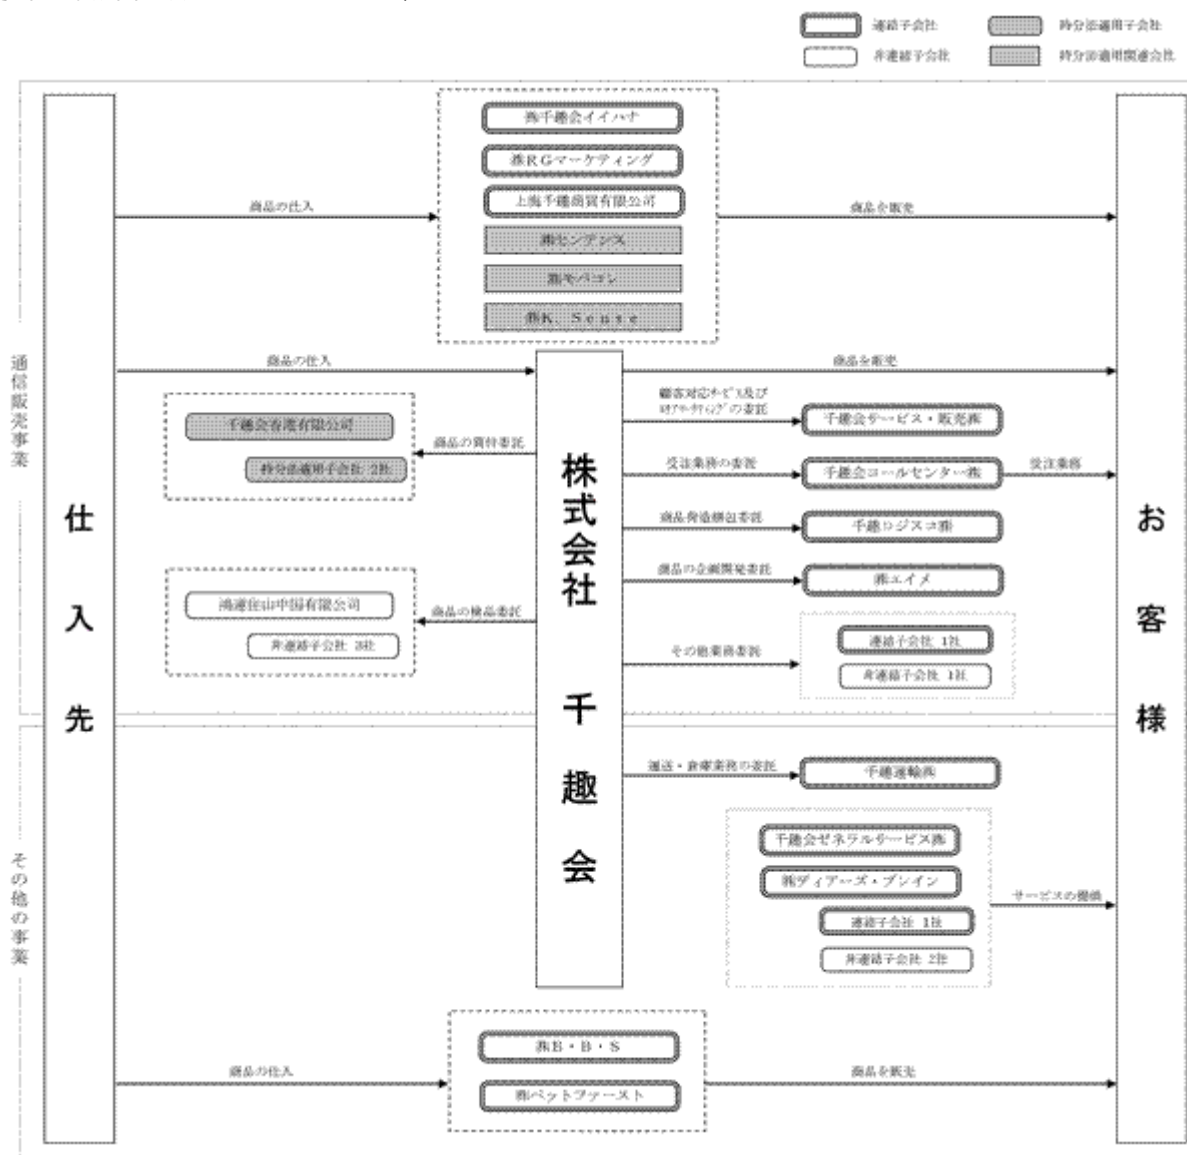 連結子会社
持分法適用子会社
非連結子会社
持分法適用関連会社
通信販売事業
仕入先
商品の仕入
㈱千趣会イイハナ
㈱RGマーケティング
上海千趣商貿有限公司
㈱センテンス
㈱モバコレ
㈱K.Sense
商品を販売
お客様
商品の仕入
株式会社 千趣会
商品を販売
千趣会香港有限公司
持分法適用子会社 2社
商品の買付委託
顧客対応サービス及び
の委託
千趣会サービス・販売㈱
受注業務の委託
千趣会コールセンター㈱
受注業務
商品荷造梱包委託
千趣ロジスコ㈱
商品の企画開発委託
㈱エイメ
鴻達住山中国有限公司
非連結子会社 3社
商品の検品委託
その他業務委託
連結子会社 1社
非連結子会社 1社
その他の事業
運送・倉庫業務の委託
千趣運輸㈱
千趣会ゼネラルサービス㈱
㈱ディアーズ・ブレイン
連結子会社 1社
非連結子会社 2社
サービスの提供
商品の仕入
㈱B・B・S
㈱ペットファースト
商品を販売